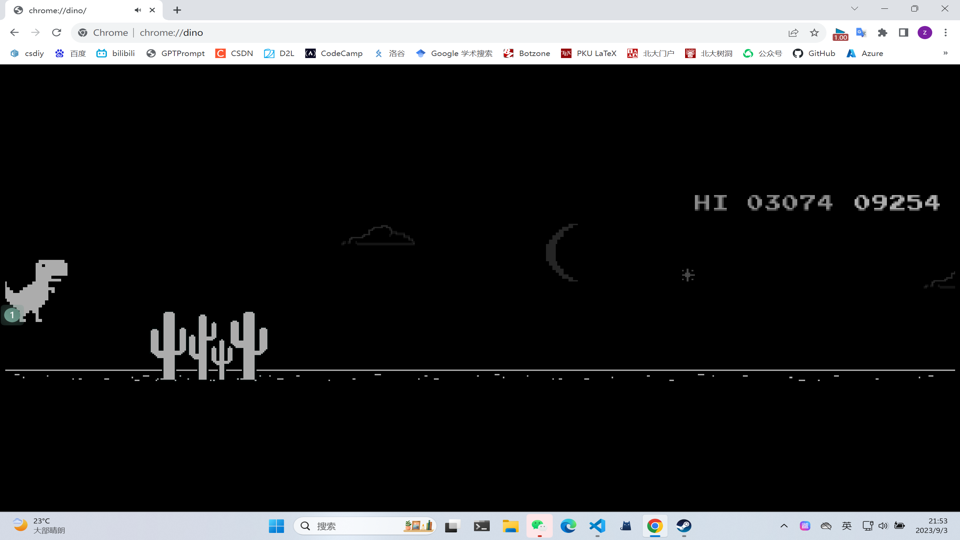 chrome://dino/
Chrome | chrome://dino
1.00
z
csdiy 百度 bilibili GPTPrompt CSDN D2L CodeCamp 洛谷 Google 学术搜索 Botzone PKU LaTeX 北大门户 北大树洞 公众号 GitHub Azure »
HI 03074 09254
1
23°C
大部晴朗
搜索
英
21:53
2023/9/3